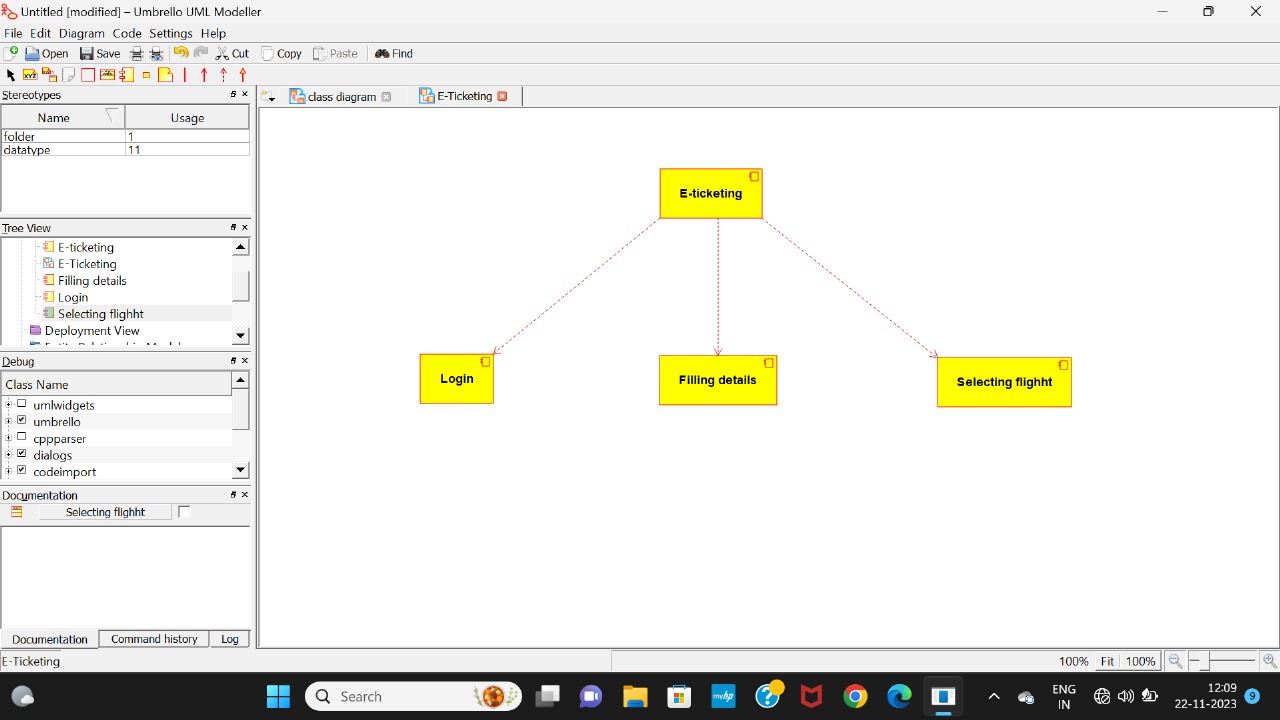 Untitled [modified] – Umbrello UML Modeller
File Edit Diagram Code Settings Help
Open Save Cut Copy Paste Find
XYZ
Stereotypes
class diagram E-Ticketing
Name Usage
folder 1
datatype 11
Tree View
E-ticketing
E-Ticketing
Filling details
Login
Selecting flighht
Deployment View
Debug
Class Name
umlwidgets
umbrello
cppparser
dialogs
codeimport
Documentation
Selecting flighht
Documentation Command history Log
E-ticketing
Login
Filling details
Selecting flighht
E-Ticketing
100% Fit 100%
Search
myhp
ENG
IN
12:09
22-11-2023
9